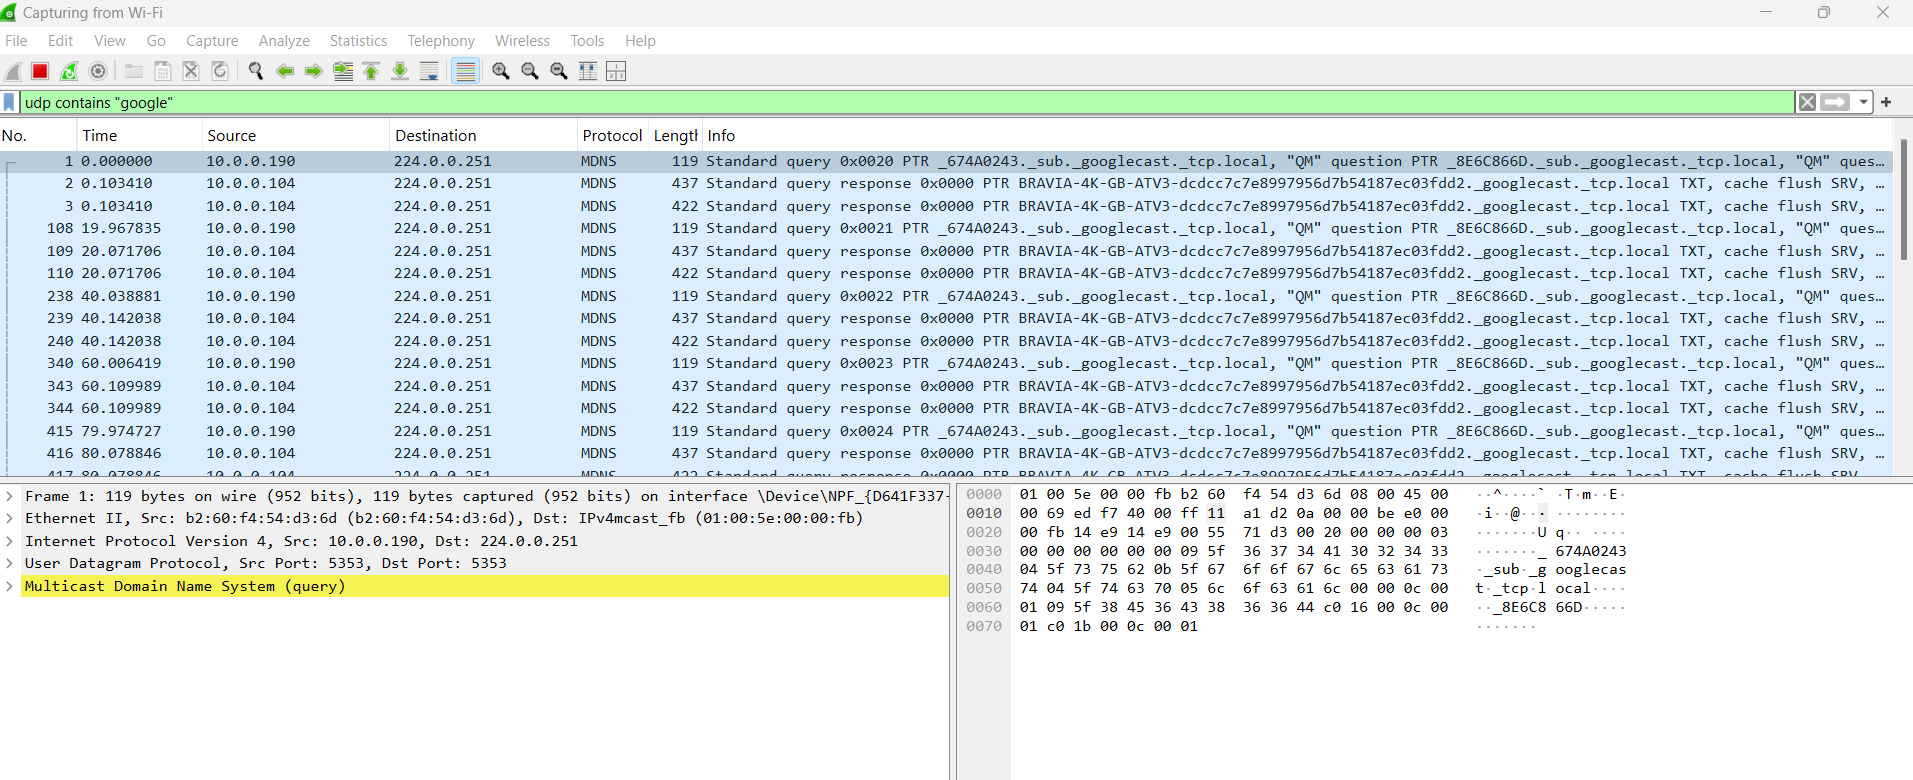 Capturing from Wi-Fi
File Edit View Go Capture Analyze Statistics Telephony Wireless Tools Help
udp contains "google"
No. Time Source Destination Protocol Length Info
1 0.000000 10.0.0.190 224.0.0.251 MDNS 119 Standard query 0x0020 PTR _674A0243._sub._googlecast._tcp.local, "QM" question PTR _8E6C866D._sub._googlecast._tcp.local, "QM" ques…
2 0.103410 10.0.0.104 224.0.0.251 MDNS 437 Standard query response 0x0000 PTR BRAVIA-4K-GB-ATV3-dcdcc7c7e8997956d7b54187ec03fdd2._googlecast._tcp.local TXT, cache flush SRV, …
3 0.103410 10.0.0.104 224.0.0.251 MDNS 422 Standard query response 0x0000 PTR BRAVIA-4K-GB-ATV3-dcdcc7c7e8997956d7b54187ec03fdd2._googlecast._tcp.local TXT, cache flush SRV, …
108 19.967835 10.0.0.190 224.0.0.251 MDNS 119 Standard query 0x0021 PTR _674A0243._sub._googlecast._tcp.local, "QM" question PTR _8E6C866D._sub._googlecast._tcp.local, "QM" ques…
109 20.071706 10.0.0.104 224.0.0.251 MDNS 437 Standard query response 0x0000 PTR BRAVIA-4K-GB-ATV3-dcdcc7c7e8997956d7b54187ec03fdd2._googlecast._tcp.local TXT, cache flush SRV, …
110 20.071706 10.0.0.104 224.0.0.251 MDNS 422 Standard query response 0x0000 PTR BRAVIA-4K-GB-ATV3-dcdcc7c7e8997956d7b54187ec03fdd2._googlecast._tcp.local TXT, cache flush SRV, …
238 40.038881 10.0.0.190 224.0.0.251 MDNS 119 Standard query 0x0022 PTR _674A0243._sub._googlecast._tcp.local, "QM" question PTR _8E6C866D._sub._googlecast._tcp.local, "QM" ques…
239 40.142038 10.0.0.104 224.0.0.251 MDNS 437 Standard query response 0x0000 PTR BRAVIA-4K-GB-ATV3-dcdcc7c7e8997956d7b54187ec03fdd2._googlecast._tcp.local TXT, cache flush SRV, …
240 40.142038 10.0.0.104 224.0.0.251 MDNS 422 Standard query response 0x0000 PTR BRAVIA-4K-GB-ATV3-dcdcc7c7e8997956d7b54187ec03fdd2._googlecast._tcp.local TXT, cache flush SRV, …
340 60.006419 10.0.0.190 224.0.0.251 MDNS 119 Standard query 0x0023 PTR _674A0243._sub._googlecast._tcp.local, "QM" question PTR _8E6C866D._sub._googlecast._tcp.local, "QM" ques…
343 60.109989 10.0.0.104 224.0.0.251 MDNS 437 Standard query response 0x0000 PTR BRAVIA-4K-GB-ATV3-dcdcc7c7e8997956d7b54187ec03fdd2._googlecast._tcp.local TXT, cache flush SRV, …
344 60.109989 10.0.0.104 224.0.0.251 MDNS 422 Standard query response 0x0000 PTR BRAVIA-4K-GB-ATV3-dcdcc7c7e8997956d7b54187ec03fdd2._googlecast._tcp.local TXT, cache flush SRV, …
415 79.974727 10.0.0.190 224.0.0.251 MDNS 119 Standard query 0x0024 PTR _674A0243._sub._googlecast._tcp.local, "QM" question PTR _8E6C866D._sub._googlecast._tcp.local, "QM" ques…
416 80.078846 10.0.0.104 224.0.0.251 MDNS 437 Standard query response 0x0000 PTR BRAVIA-4K-GB-ATV3-dcdcc7c7e8997956d7b54187ec03fdd2._googlecast._tcp.local TXT, cache flush SRV, …
417 80.078846 10.0.0.104 224.0.0.251 MDNS 422 Standard query response 0x0000 PTR BRAVIA-4K-GB-ATV3-dcdcc7c7e8997956d7b54187ec03fdd2._googlecast._tcp.local TXT, cache flush SRV, …
Frame 1: 119 bytes on wire (952 bits), 119 bytes captured (952 bits) on interface \Device\NPF_{D641F337-
Ethernet II, Src: b2:60:f4:54:d3:6d (b2:60:f4:54:d3:6d), Dst: IPv4mcast_fb (01:00:5e:00:00:fb)
Internet Protocol Version 4, Src: 10.0.0.190, Dst: 224.0.0.251
User Datagram Protocol, Src Port: 5353, Dst Port: 5353
Multicast Domain Name System (query)
0000 01 00 5e 00 00 fb b2 60 f4 54 d3 6d 08 00 45 00 ··^····` ·T·m··E·
0010 00 69 ed f7 40 00 ff 11 a1 d2 0a 00 00 be e0 00 ·i··@··· ········
0020 00 fb 14 e9 14 e9 00 55 71 d3 00 20 00 00 00 03 ·······U q·· ····
0030 00 00 00 00 00 00 09 5f 36 37 34 41 30 32 34 33 ·······_ 674A0243
0040 04 5f 73 75 62 0b 5f 67 6f 6f 67 6c 65 63 61 73 ·_sub·_g ooglecas
0050 74 04 5f 74 63 70 05 6c 6f 63 61 6c 00 00 0c 00 t·_tcp·l ocal····
0060 01 09 5f 38 45 36 43 38 36 36 44 c0 16 00 0c 00 ··_8E6C8 66D·····
0070 01 c0 1b 00 0c 00 01 ·······